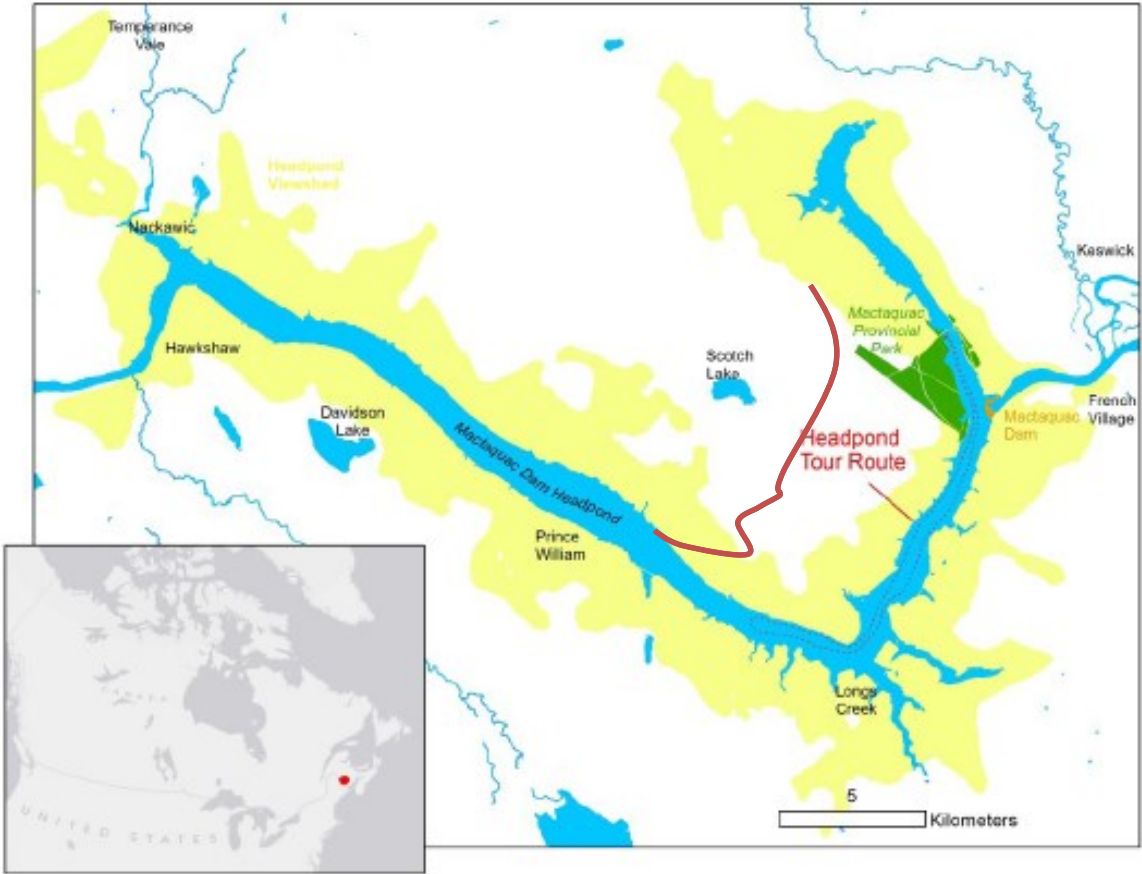 Temperance
Vale
Headpond
Viewshed
Nackawic
Keswick
Mactaquac
Provincial
Park
Hawkshaw
Scotch
Lake
Davidson
Lake
French
Village
Mactaquac
Dam
Headpond
Tour Route
Mactaquac Dam Headpond
Prince
William
Longs
Creek
5
Kilometers
CANADA
UNITED STATES